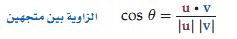 الزاوية بين متجهين cos θ = u • v / |u| |v|